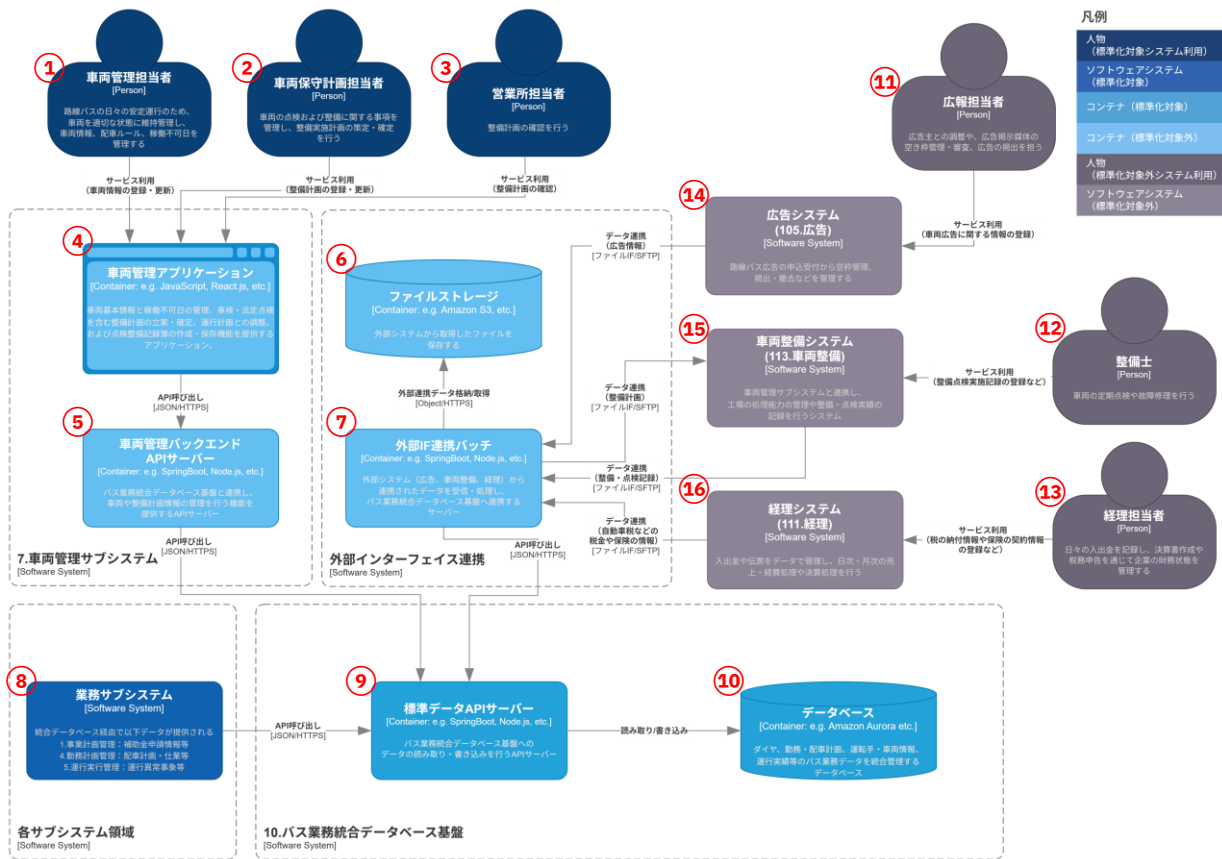 ①
車両管理担当者
[Person]
路線バスの日々の安定運行のため、
車両を適切な状態に維持管理し、
車両情報、配車ルール、稼働不可日を
管理する
②
車両保守計画担当者
[Person]
車両の点検および整備に関する事項を
管理し、整備実施計画の策定・確定
を行う
③
営業所担当者
[Person]
整備計画の確認を行う
⑪
広報担当者
[Person]
広告主との調整や、広告掲示媒体の
空き枠管理・審査、広告の掲出を担う
凡例
人物
（標準化対象システム利用）
ソフトウェアシステム
（標準化対象）
コンテナ（標準化対象）
コンテナ（標準化対象外）
人物
（標準化対象外システム利用）
ソフトウェアシステム
（標準化対象外）
サービス利用
（車両情報の登録・更新）
サービス利用
（整備計画の登録・更新）
サービス利用
（整備計画の確認）
サービス利用
（車両広告に関する情報の登録）
④
車両管理アプリケーション
[Container: e.g. JavaScript, React.js, etc.]
車両基本情報と稼働不可日の管理、車検・法定点検
を含む整備計画の立案・確定、運行計画との調整、
および点検整備記録簿の作成・保存機能を提供する
アプリケーション。
API呼び出し
[JSON/HTTPS]
⑤
車両管理バックエンド
APIサーバー
[Container: e.g. SpringBoot, Node.js, etc.]
バス業務統合データベース基盤と連携し、
車両や整備計画情報の管理を行う機能を
提供するAPIサーバー
API呼び出し
[JSON/HTTPS]
7.車両管理サブシステム
[Software System]
⑥
ファイルストレージ
[Container: e.g. Amazon S3, etc.]
外部システムから取得したファイルを
保存する
外部連携データ格納/取得
[Object/HTTPS]
⑦
外部IF連携バッチ
[Container: e.g. SpringBoot, Node.js, etc.]
外部システム（広告、車両整備、経理）から
連携されたデータを受信・処理し、
バス業務統合データベース基盤へ連携する
サーバー
API呼び出し
[JSON/HTTPS]
外部インターフェイス連携
[Software System]
データ連携
（広告情報）
[ファイルIF/SFTP]
データ連携
（整備計画）
[ファイルIF/SFTP]
データ連携
（整備・点検記録）
[ファイルIF/SFTP]
データ連携
（自動車税などの
税金や保険の情報）
[ファイルIF/SFTP]
⑭
広告システム
(105.広告)
[Software System]
路線バス広告の申込受付から空枠管理、
掲出・撤去などを管理する
⑮
車両整備システム
(113.車両整備)
[Software System]
車両管理サブシステムと連携し、
工場の処理能力の管理や整備・点検実績の
記録を行うシステム
サービス利用
（整備点検実施記録の登録など）
⑫
整備士
[Person]
車両の定期点検や故障修理を行う
⑯
経理システム
(111.経理)
[Software System]
入出金や伝票をデータで管理し、日次・月次の売
上・経費処理や決算処理を行う
サービス利用
（税の納付情報や保険の契約情報
の登録など）
⑬
経理担当者
[Person]
日々の入出金を記録し、決算書作成や
税務申告を通じて企業の財務状態を
管理する
⑧
業務サブシステム
[Software System]
統合データベース経由で以下データが提供される
1.事業計画管理：補助金申請情報等
4.勤務計画管理：配車計画・仕業等
5.運行実行管理：運行異常事象等
各サブシステム領域
[Software System]
API呼び出し
[JSON/HTTPS]
⑨
標準データAPIサーバー
[Container: e.g. SpringBoot, Node.js, etc.]
バス業務統合データベース基盤への
データの読み取り・書き込みを行うAPIサーバー
読み取り/書き込み
⑩
データベース
[Container: e.g. Amazon Aurora etc.]
ダイヤ、勤務・配車計画、運転手・車両情報、
運行実績等のバス業務データを統合管理する
データベース
10.バス業務統合データベース基盤
[Software System]